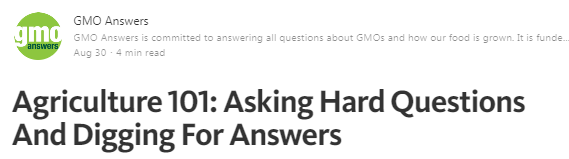 gmo
answers
GMO Answers
GMO Answers is committed to answering all questions about GMOs and how our food is grown. It is funde...
Aug 30 · 4 min read
Agriculture 101: Asking Hard Questions
And Digging For Answers